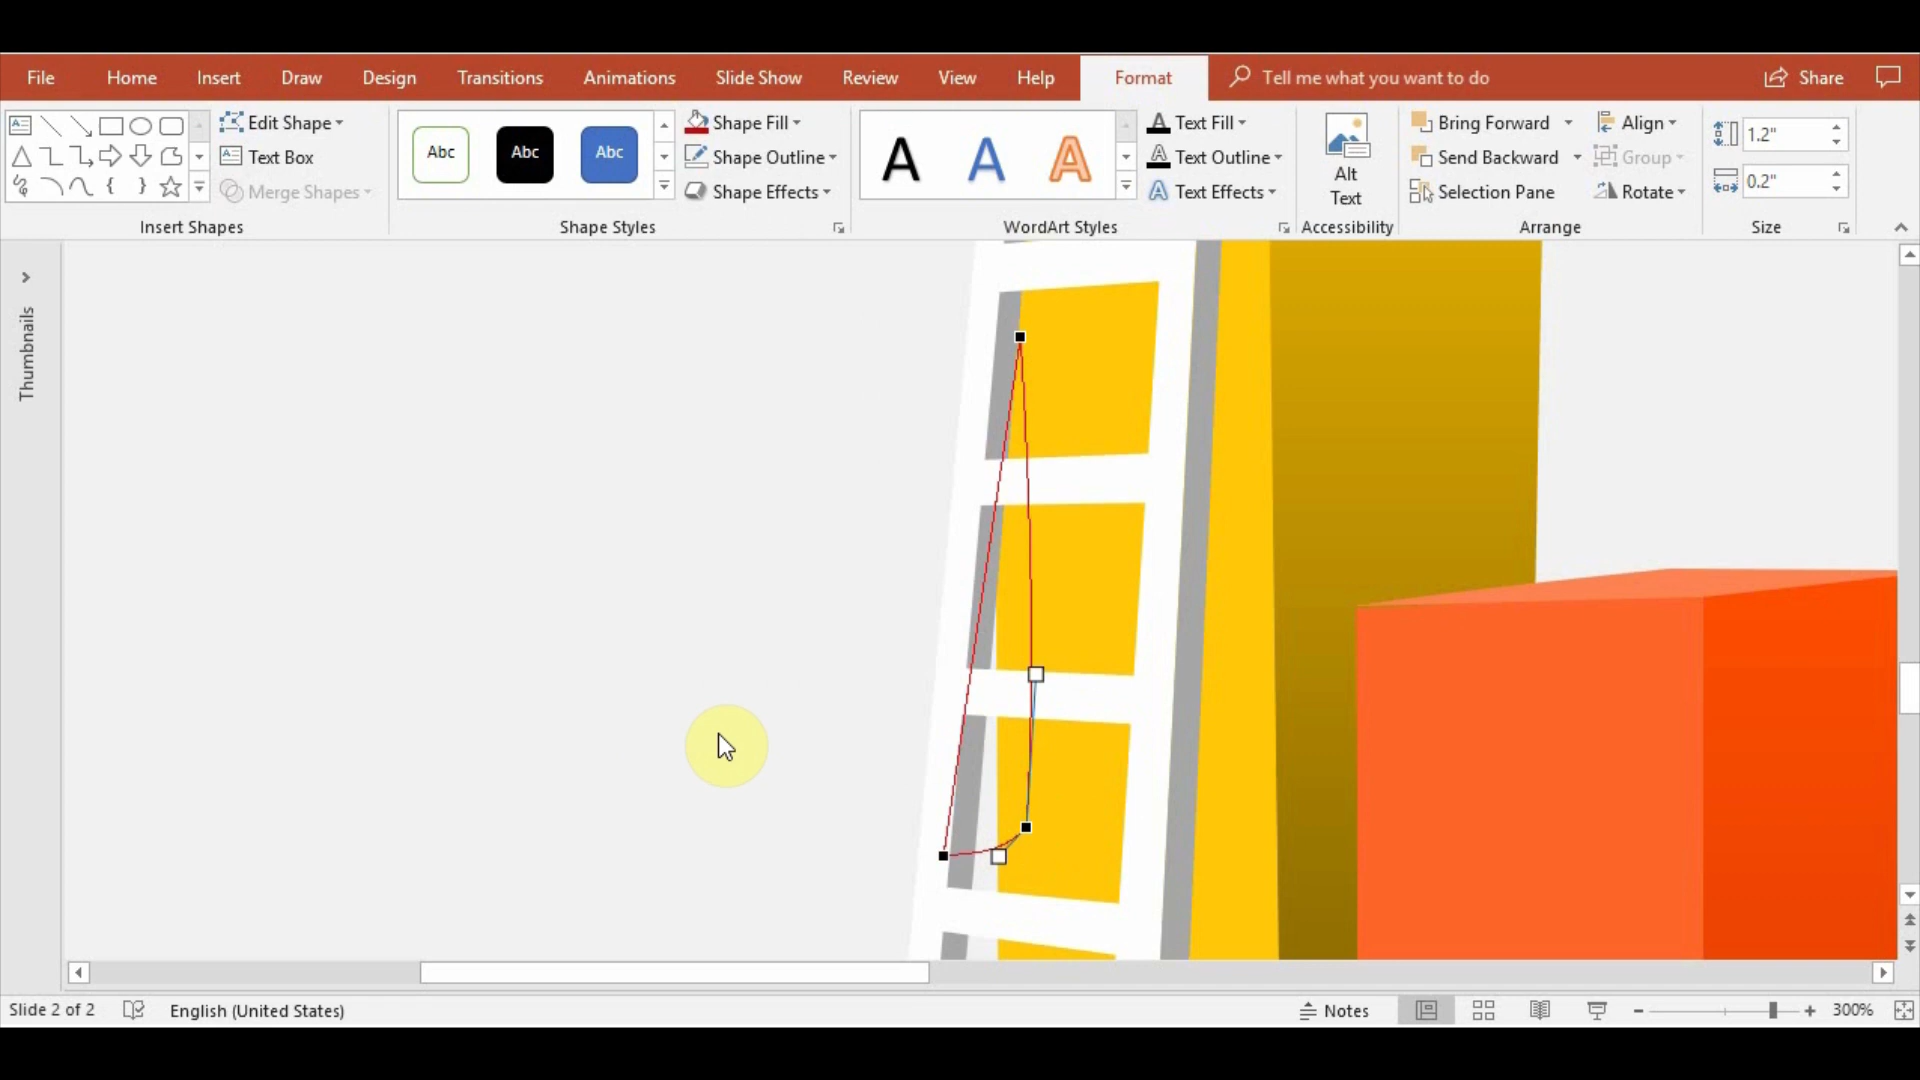 File Home Insert Draw Design Transitions Animations Slide Show Review View Help Format Tell me what you want to do Share
Edit Shape
Text Box
Merge Shapes
Insert Shapes
Abc Abc Abc
Shape Fill
Shape Outline
Shape Effects
Shape Styles
A A A
Text Fill
Text Outline
Text Effects
WordArt Styles
Alt
Text
Accessibility
Bring Forward
Send Backward
Selection Pane
Align
Group
Rotate
Arrange
1.2"
0.2"
Size
Thumbnails
Slide 2 of 2 English (United States) Notes 300%